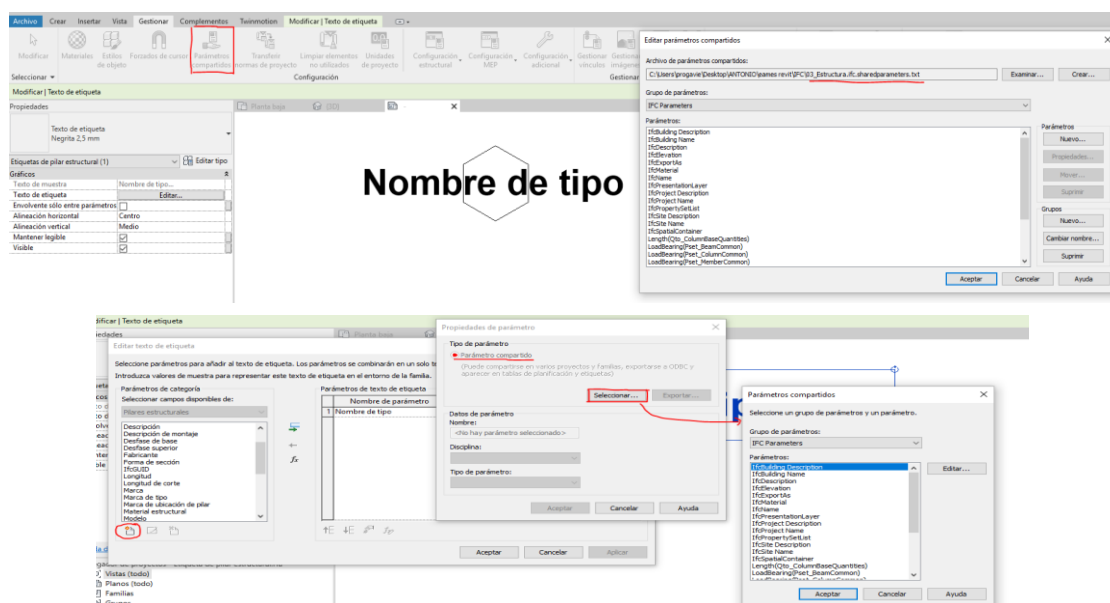 Archivo Crear Insertar Vista Gestionar Complementos Twinmotion Modificar | Texto de etiqueta
Modificar Materiales Estilos de objeto Forzados de cursor Parámetros compartidos Transferir normas de proyecto Limpiar elementos no utilizados Unidades de proyecto Configuración estructural Configuración MEP Configuración adicional Gestionar vínculos
Seleccionar Configuración Gestionar
Modificar | Texto de etiqueta
Propiedades
Planta baja {3D}
Texto de etiqueta
Negrita 2,5 mm
Etiquetas de pilar estructural (1) Editar tipo
Gráficos
Texto de muestra Nombre de tipo...
Texto de etiqueta Editar...
Envolvente sólo entre parámetros
Alineación horizontal Centro
Alineación vertical Medio
Mantener legible
Visible
Nombre de tipo
Editar parámetros compartidos
Archivo de parámetros compartidos:
C:\Users\progavie\Desktop\ANTONIO\eames revit\IFC\03_Estructura.ifc.sharedparameters.txt Examinar... Crear...
Grupo de parámetros:
IFC Parameters
Parámetros:
IfcBuilding Description
IfcBuilding Name
IfcDescription
IfcElevation
IfcExportAs
IfcMaterial
IfcName
IfcPresentationLayer
IfcProject Description
IfcProject Name
IfcPropertySetList
IfcSite Description
IfcSite Name
IfcSpatialContainer
Length(Qto_ColumnBaseQuantities)
LoadBearing(Pset_BeamCommon)
LoadBearing(Pset_ColumnCommon)
LoadBearing(Pset_MemberCommon)
Parámetros
Nuevo...
Propiedades...
Mover...
Suprimir
Grupos
Nuevo...
Cambiar nombre...
Suprimir
Aceptar Cancelar Ayuda
Modificar | Texto de etiqueta
Planta baja
Editar texto de etiqueta
Seleccione parámetros para añadir al texto de etiqueta. Los parámetros se combinarán en un solo
Introduzca valores de muestra para representar este texto de etiqueta en el entorno de la familia.
Parámetros de categoría
Seleccionar campos disponibles de:
Pilares estructurales
Descripción
Descripción de montaje
Desfase de base
Desfase superior
Fabricante
Forma de sección
IfcGUID
Longitud
Longitud de corte
Marca
Marca de tipo
Marca de ubicación de pilar
Material estructural
Modelo
Parámetros de texto de etiqueta
Nombre de parámetro
1 Nombre de tipo
Aceptar Cancelar Aplicar
Vistas (todo)
Planos (todo)
Familias
Grupos
Propiedades de parámetro
Tipo de parámetro
Parámetro compartido
(Puede compartirse en varios proyectos y familias, exportarse a ODBC y
aparecer en tablas de planificación y etiquetas)
Seleccionar... Exportar...
Datos de parámetro
Nombre:
<No hay parámetro seleccionado>
Disciplina:
Tipo de parámetro:
Aceptar Cancelar Ayuda
Parámetros compartidos
Seleccione un grupo de parámetros y un parámetro.
Grupo de parámetros:
IFC Parameters
Parámetros:
IfcBuilding Description
IfcBuilding Name
IfcDescription
IfcElevation
IfcExportAs
IfcMaterial
IfcName
IfcPresentationLayer
IfcProject Description
IfcProject Name
IfcPropertySetList
IfcSite Description
IfcSite Name
IfcSpatialContainer
Length(Qto_ColumnBaseQuantities)
LoadBearing(Pset_BeamCommon)
Editar...
Aceptar Cancelar Ayuda